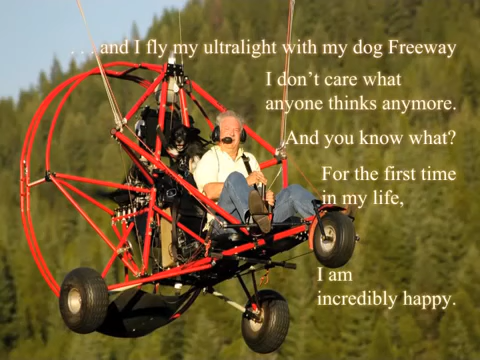 . . . and I fly my ultralight with my dog Freeway
I don't care what
anyone thinks anymore.
And you know what?
For the first time
in my life,
I am
incredibly happy.